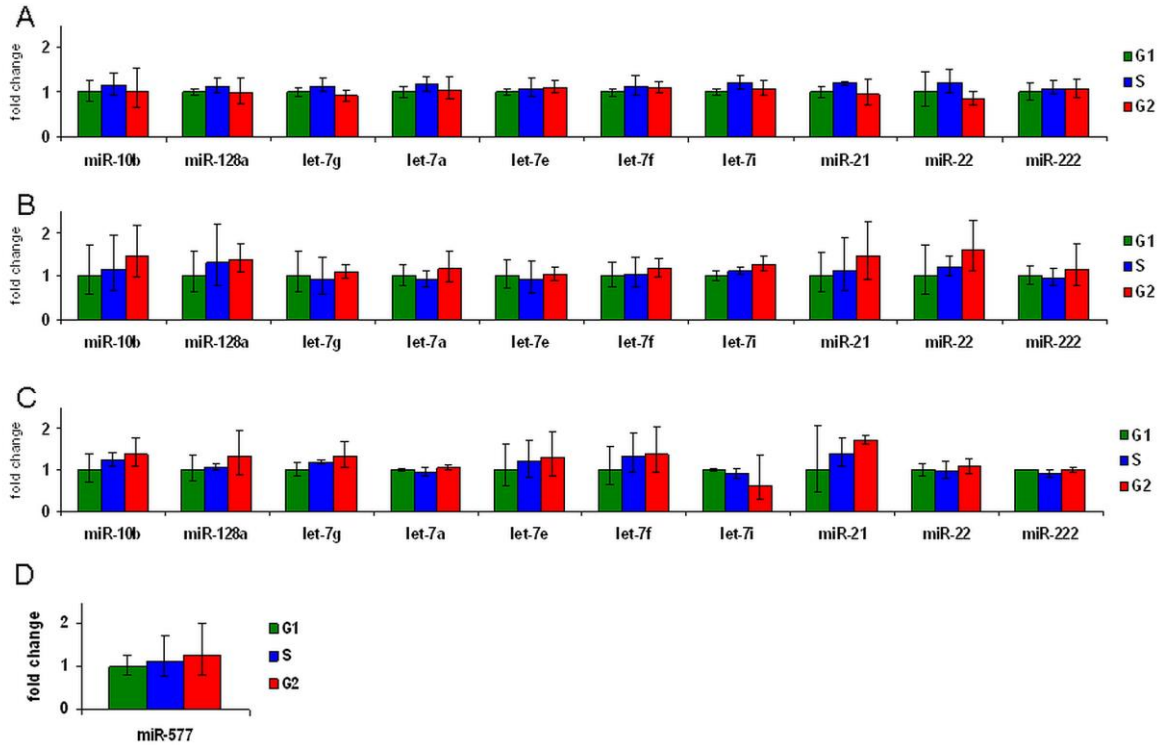 A
fold change
2
1
0
miR-10b miR-128a let-7g let-7a let-7e let-7f let-7i miR-21 miR-22 miR-222
G1
S
G2
B
fold change
2
1
0
miR-10b miR-128a let-7g let-7a let-7e let-7f let-7i miR-21 miR-22 miR-222
G1
S
G2
C
fold change
2
1
0
miR-10b miR-128a let-7g let-7a let-7e let-7f let-7i miR-21 miR-22 miR-222
G1
S
G2
D
fold change
2
1
0
miR-577
G1
S
G2